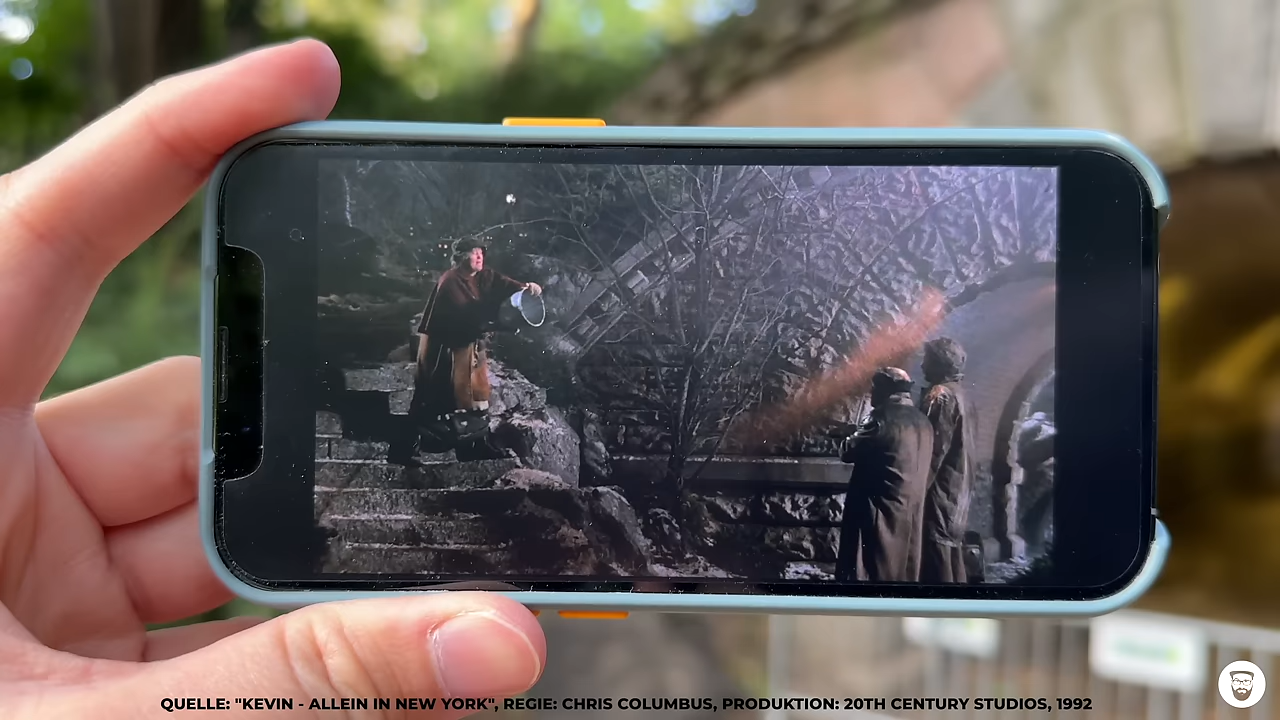 QUELLE: "KEVIN - ALLEIN IN NEW YORK", REGIE: CHRIS COLUMBUS, PRODUKTION: 20TH CENTURY STUDIOS, 1992